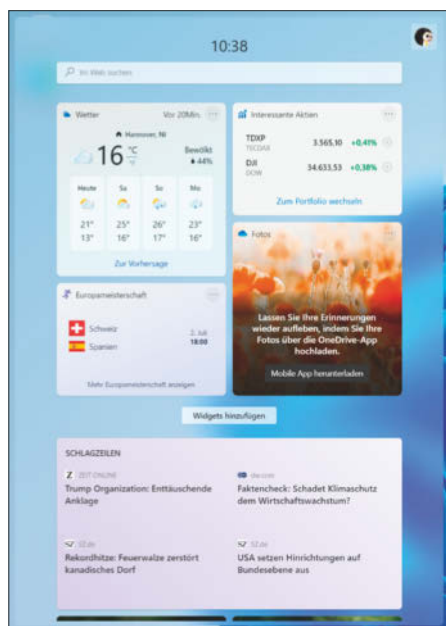 10:38
Im Web suchen
Wetter
Vor 20Min.
Hannover, NI
16 °C
°F
Bewölkt
44%
Heute Sa So Mo
21° 25° 26° 23°
13° 16° 17° 16°
Zur Vorhersage
Interessante Aktien
TDXP 3.565,10 +0,41%
TECDAX
DJI 34.633,53 +0,38%
DOW
Zum Portfolio wechseln
Europameisterschaft
Schweiz
2. Juli
18:00
Spanien
Mehr Europameisterschaft anzeigen
Fotos
Lassen Sie Ihre Erinnerungen
wieder aufleben, indem Sie Ihre
Fotos über die OneDrive-App
hochladen.
Mobile App herunterladen
Widgets hinzufügen
SCHLAGZEILEN
Z ZEIT ONLINE
Trump Organization: Enttäuschende
Anklage
dw.com
Faktencheck: Schadet Klimaschutz
dem Wirtschaftswachstum?
SZ SZ.de
Rekordhitze: Feuerwalze zerstört
kanadisches Dorf
SZ SZ.de
USA setzen Hinrichtungen auf
Bundesebene aus